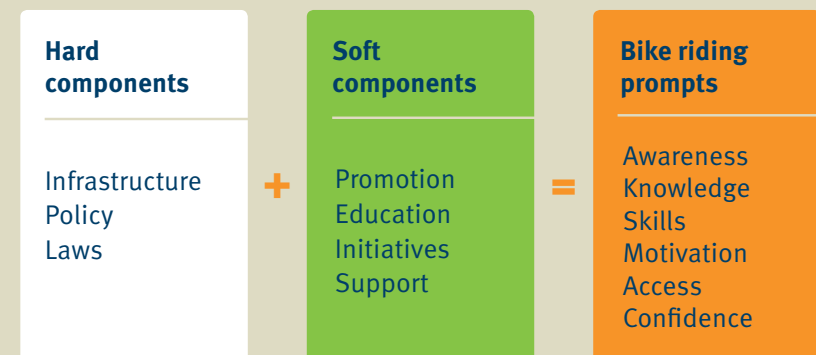 Hard
components
Infrastructure
Policy
Laws
+
Soft
components
Promotion
Education
Initiatives
Support
=
Bike riding
prompts
Awareness
Knowledge
Skills
Motivation
Access
Confidence